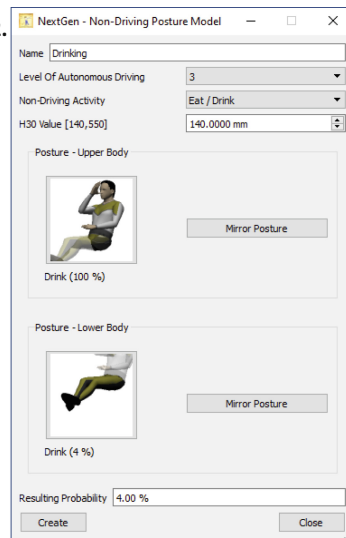 .
NextGen - Non-Driving Posture Model
Name Drinking
Level Of Autonomous Driving 3
Non-Driving Activity Eat / Drink
H30 Value [140,550] 140.0000 mm
Posture - Upper Body
Mirror Posture
Drink (100 %)
Posture - Lower Body
Mirror Posture
Drink (4 %)
Resulting Probability 4.00 %
Create Close